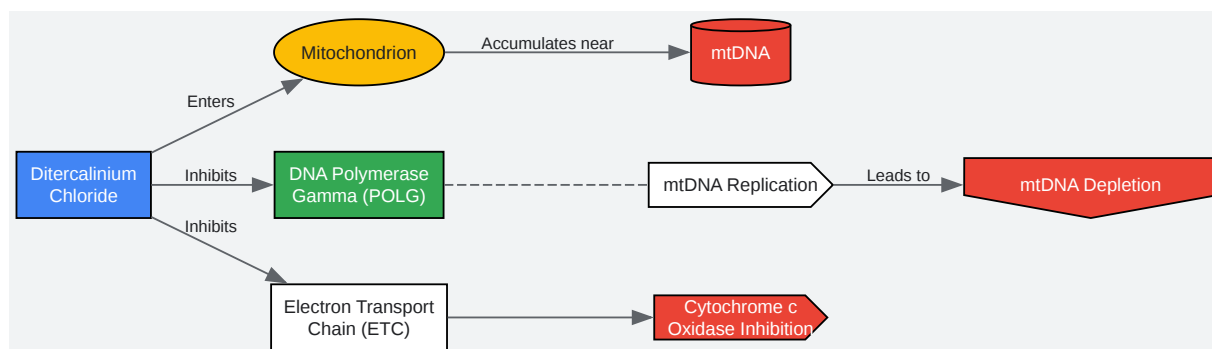 Accumulates near
Mitochondrion
mtDNA
Enters
Ditercalinium
Chloride
Inhibits
DNA Polymerase
Gamma (POLG)
mtDNA Replication
Leads to
mtDNA Depletion
Inhibits
Electron Transport
Chain (ETC)
Cytochrome c
Oxidase Inhibition